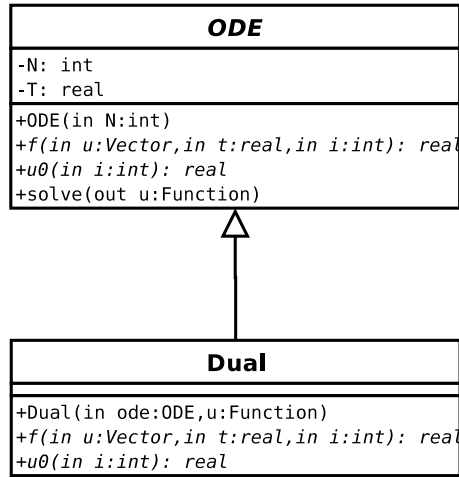 ODE
-N: int
-T: real
+ODE(in N:int)
+f(in u:Vector,in t:real,in i:int): real
+u0(in i:int): real
+solve(out u:Function)
Dual
+Dual(in ode:ODE,u:Function)
+f(in u:Vector,in t:real,in i:int): real
+u0(in i:int): real